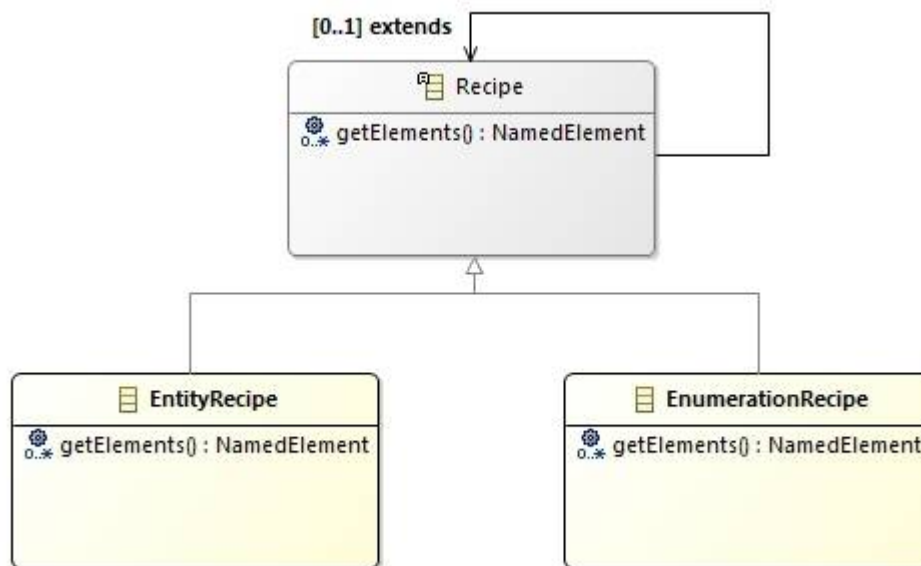 [0..1] extends
Recipe
0..* getElements() : NamedElement
EntityRecipe
0..* getElements() : NamedElement
EnumerationRecipe
0..* getElements() : NamedElement